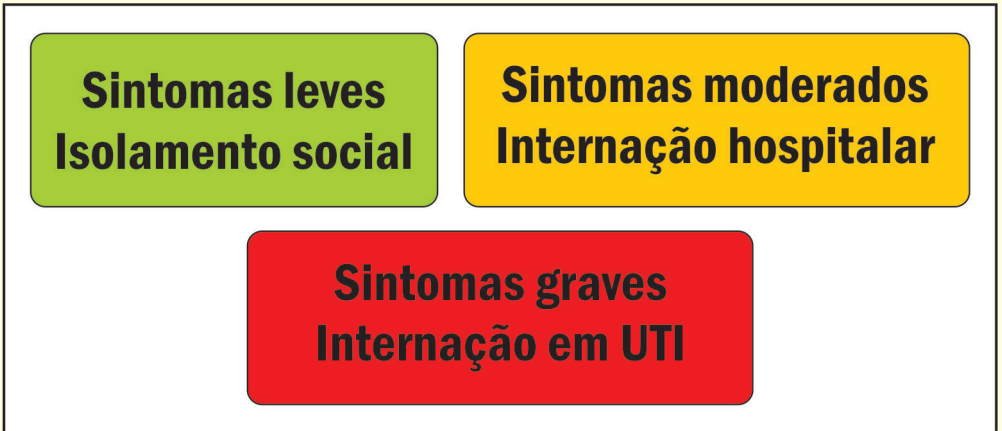 Sintomas leves
Isolamento social
Sintomas moderados
Internação hospitalar
Sintomas graves
Internação em UTI